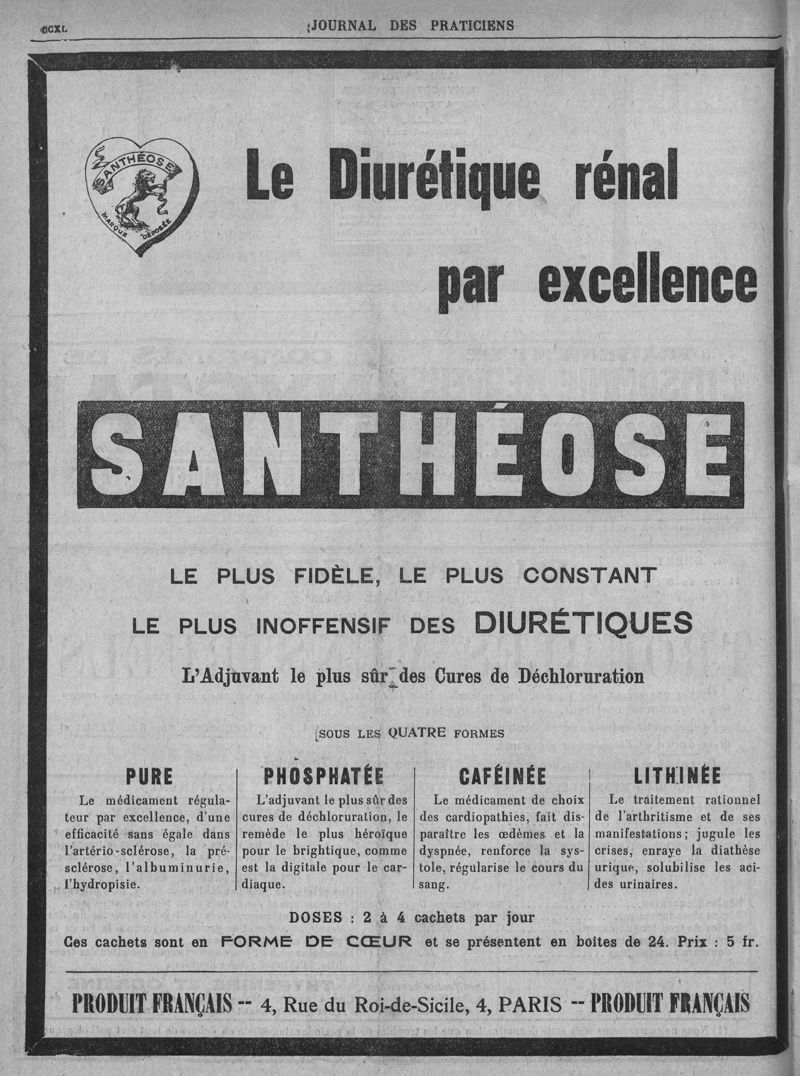 CCXL
JOURNAL DES PRATICIENS
SANTHÉOSE
MARQUE DÉPOSÉE
Le Diurétique rénal
par excellence
SANTHÉOSE
LE PLUS FIDÈLE, LE PLUS CONSTANT
LE PLUS INOFFENSIF DES DIURÉTIQUES
L'Adjuvant le plus sûr des Cures de Déchloruration
SOUS LES QUATRE FORMES
PURE
Le médicament régula-
teur par excellence, d'une
efficacité sans égale dans
l'artério-sclérose, la pré-
sclérose, l'albuminurie,
l'hydropisie.
PHOSPHATÉE
L'adjuvant le plus sûr des
cures de déchloruration, le
remède le plus héroïque
pour le brightique, comme
est la digitale pour le car-
diaque.
CAFÉINÉE
Le médicament de choix
des cardiopathies, fait dis-
paraître les œdèmes et la
dyspnée, renforce la sys-
tole, régularise le cours du
sang.
LITHINÉE
Le traitement rationnel
de l'arthritisme et de ses
manifestations; jugule les
crises, enraye la diathèse
urique, solubilise les aci-
des urinaires.
DOSES : 2 à 4 cachets par jour
Ces cachets sont en FORME DE CŒUR et se présentent en boîtes de 24. Prix : 5 fr.
PRODUIT FRANÇAIS -- 4, Rue du Roi-de-Sicile, 4, PARIS -- PRODUIT FRANÇAIS